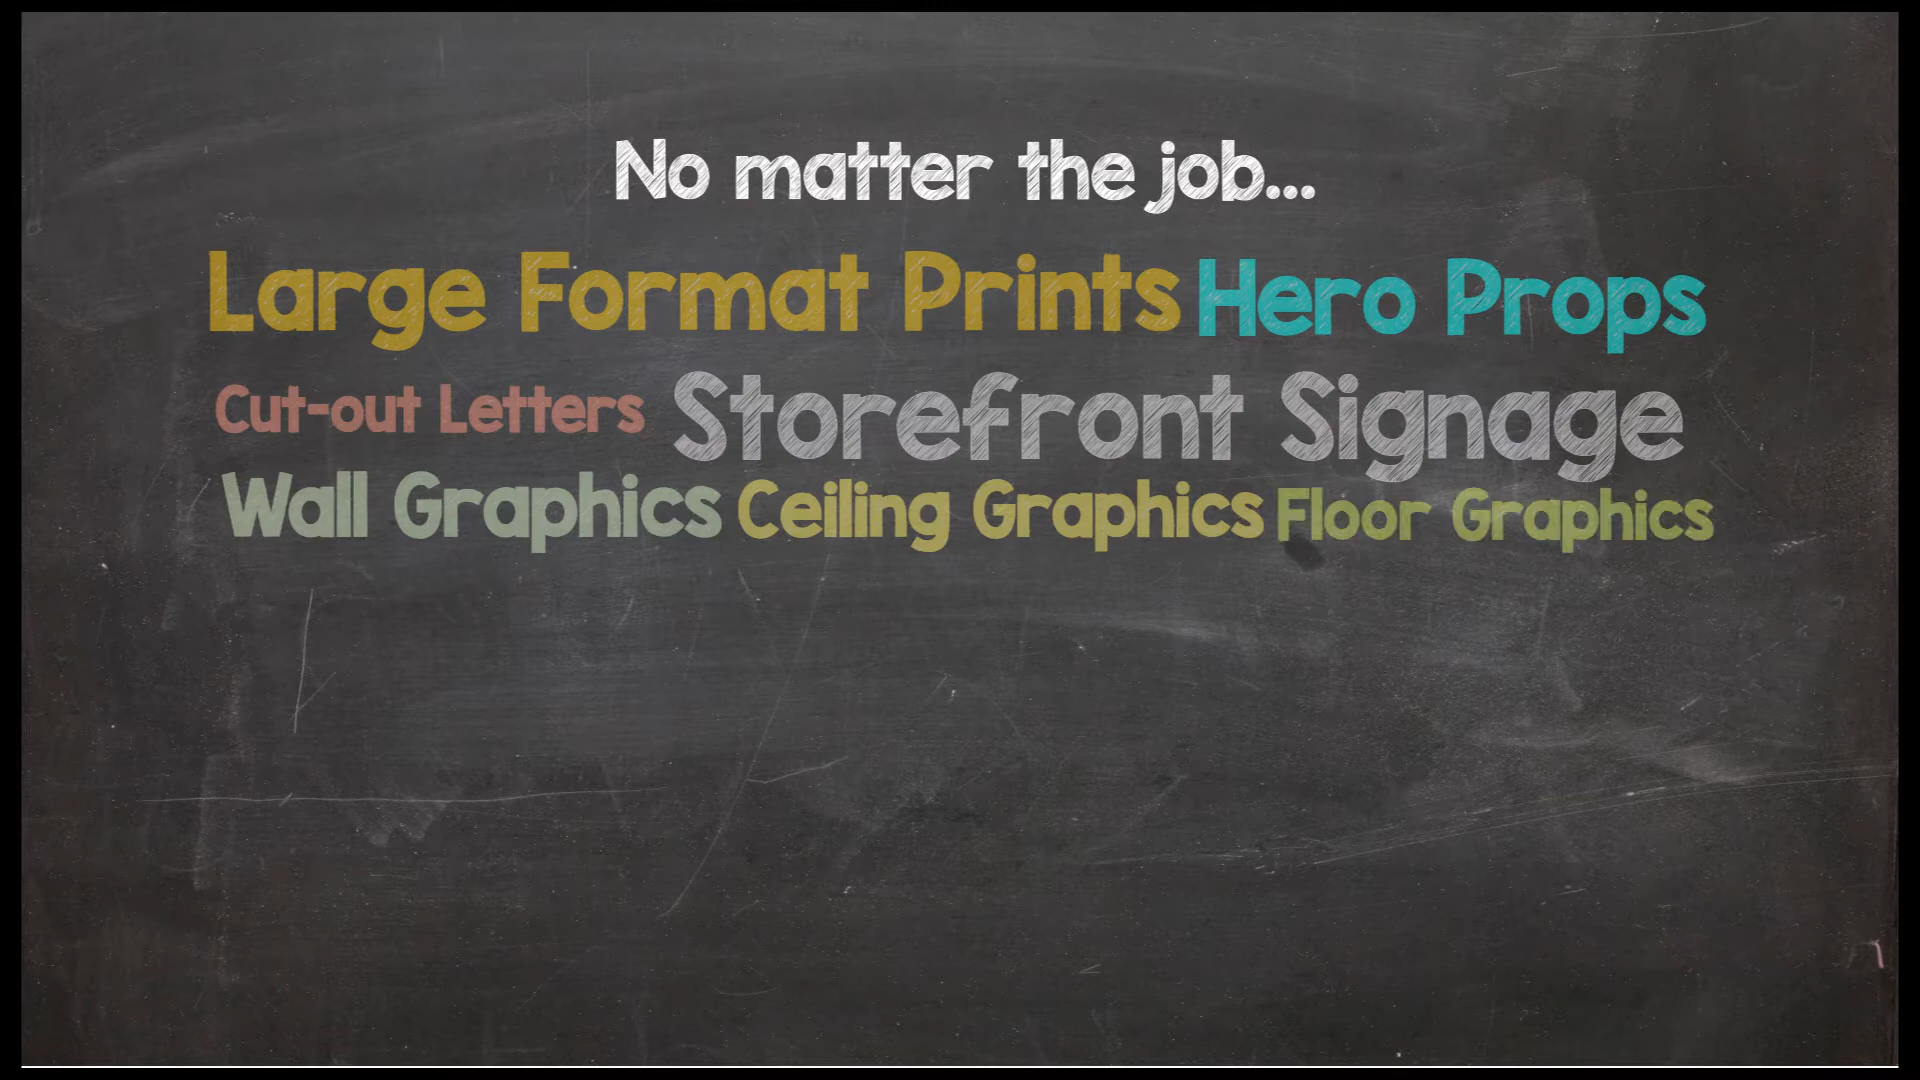 No matter the job...
Large Format Prints Hero Props
Cut-out Letters Storefront Signage
Wall Graphics Ceiling Graphics Floor Graphics